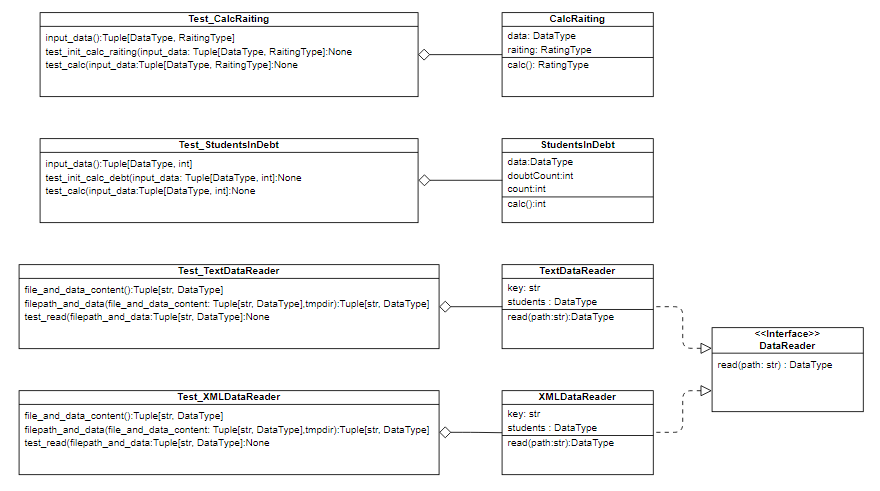 Test_CalcRaiting
input_data():Tuple[DataType, RaitingType]
test_init_calc_raiting(input_data: Tuple[DataType, RaitingType]:None
test_calc(input_data:Tuple[DataType, RaitingType]:None
CalcRaiting
data: DataType
raiting: RatingType
calc(): RatingType
Test_StudentsInDebt
input_data():Tuple[DataType, int]
test_init_calc_debt(input_data: Tuple[DataType, int]:None
test_calc(input_data:Tuple[DataType, int]:None
StudentsInDebt
data:DataType
doubtCount:int
count:int
calc():int
Test_TextDataReader
file_and_data_content():Tuple[str, DataType]
filepath_and_data(file_and_data_content: Tuple[str, DataType],tmpdir):Tuple[str, DataType]
test_read(filepath_and_data:Tuple[str, DataType]:None
TextDataReader
key: str
students : DataType
read(path:str):DataType
<<Interface>>
DataReader
read(path: str) : DataType
Test_XMLDataReader
file_and_data_content():Tuple[str, DataType]
filepath_and_data(file_and_data_content: Tuple[str, DataType],tmpdir):Tuple[str, DataType]
test_read(filepath_and_data:Tuple[str, DataType]:None
XMLDataReader
key: str
students : DataType
read(path:str):DataType